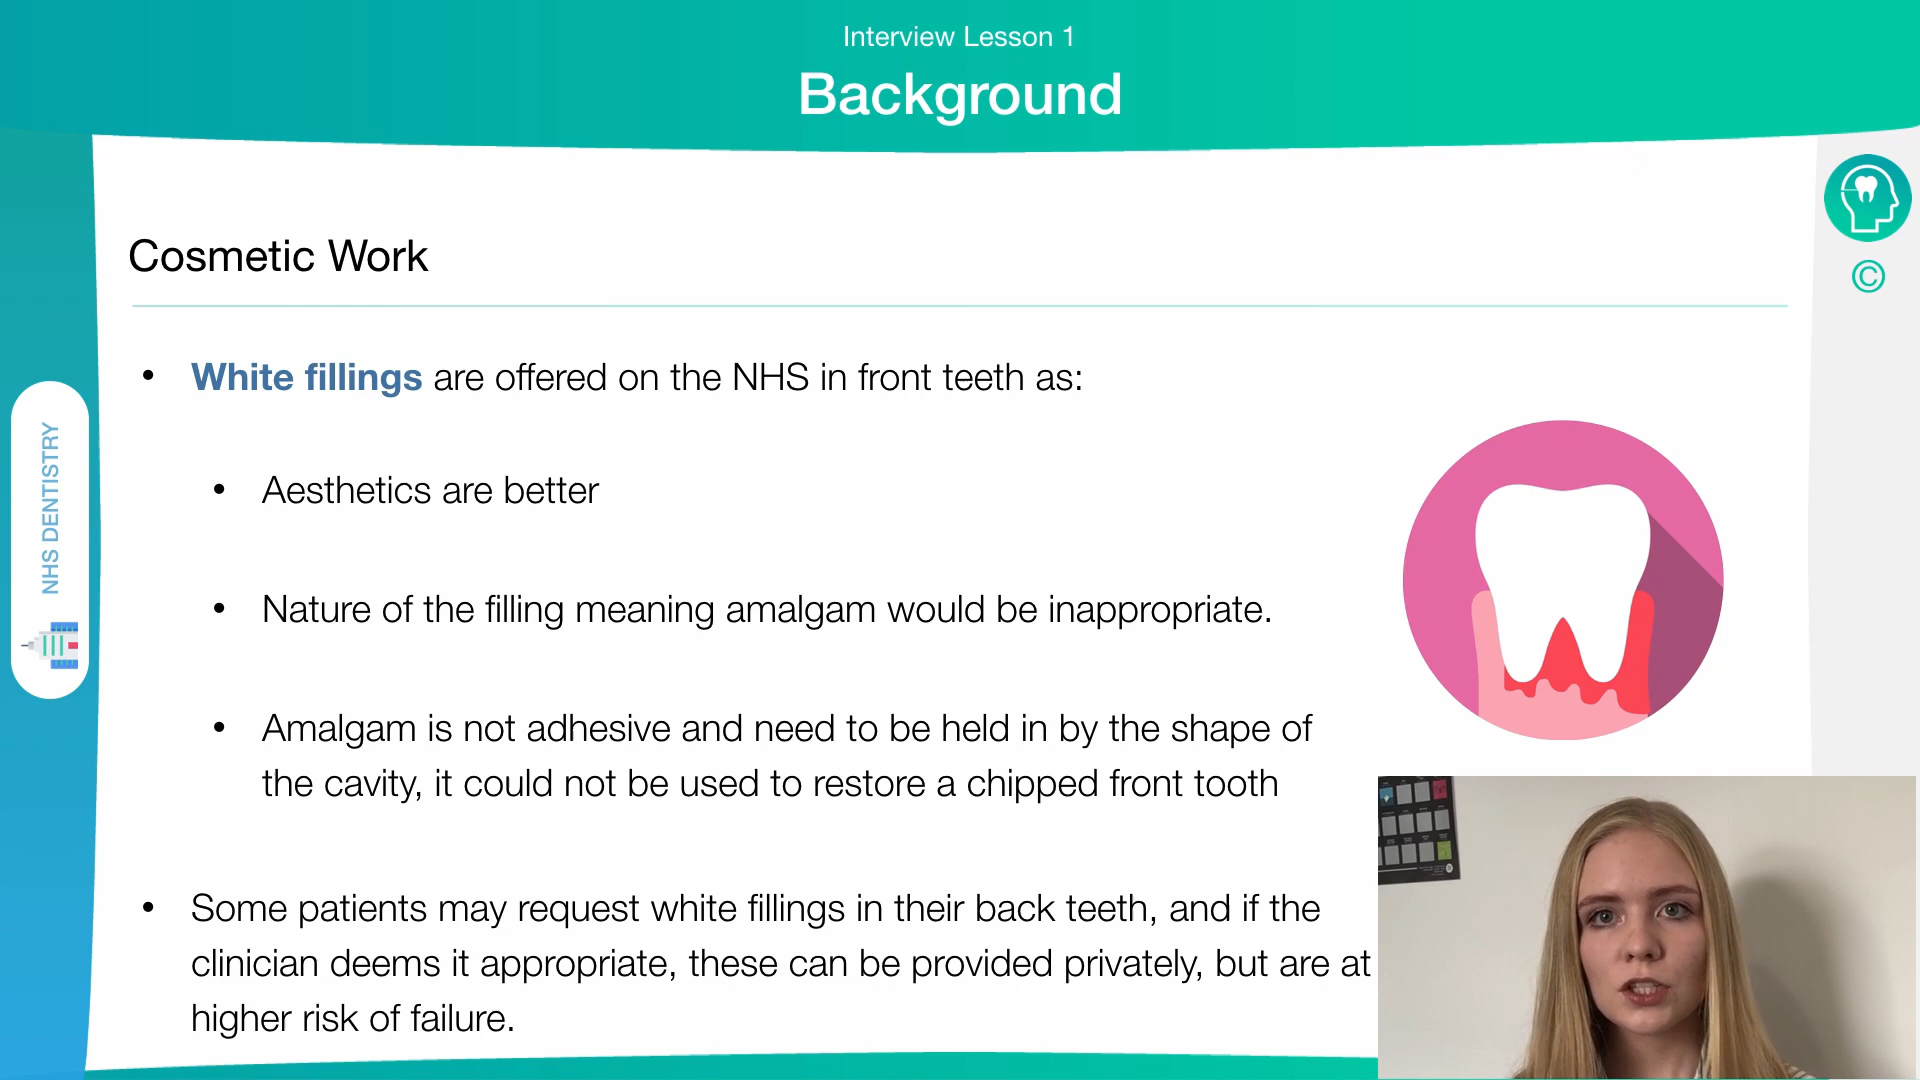 Interview Lesson 1
Background
©
Cosmetic Work
NHS DENTISTRY
• White fillings are offered on the NHS in front teeth as:
• Aesthetics are better
• Nature of the filling meaning amalgam would be inappropriate.
• Amalgam is not adhesive and need to be held in by the shape of
the cavity, it could not be used to restore a chipped front tooth
• Some patients may request white fillings in their back teeth, and if the
clinician deems it appropriate, these can be provided privately, but are at
higher risk of failure.